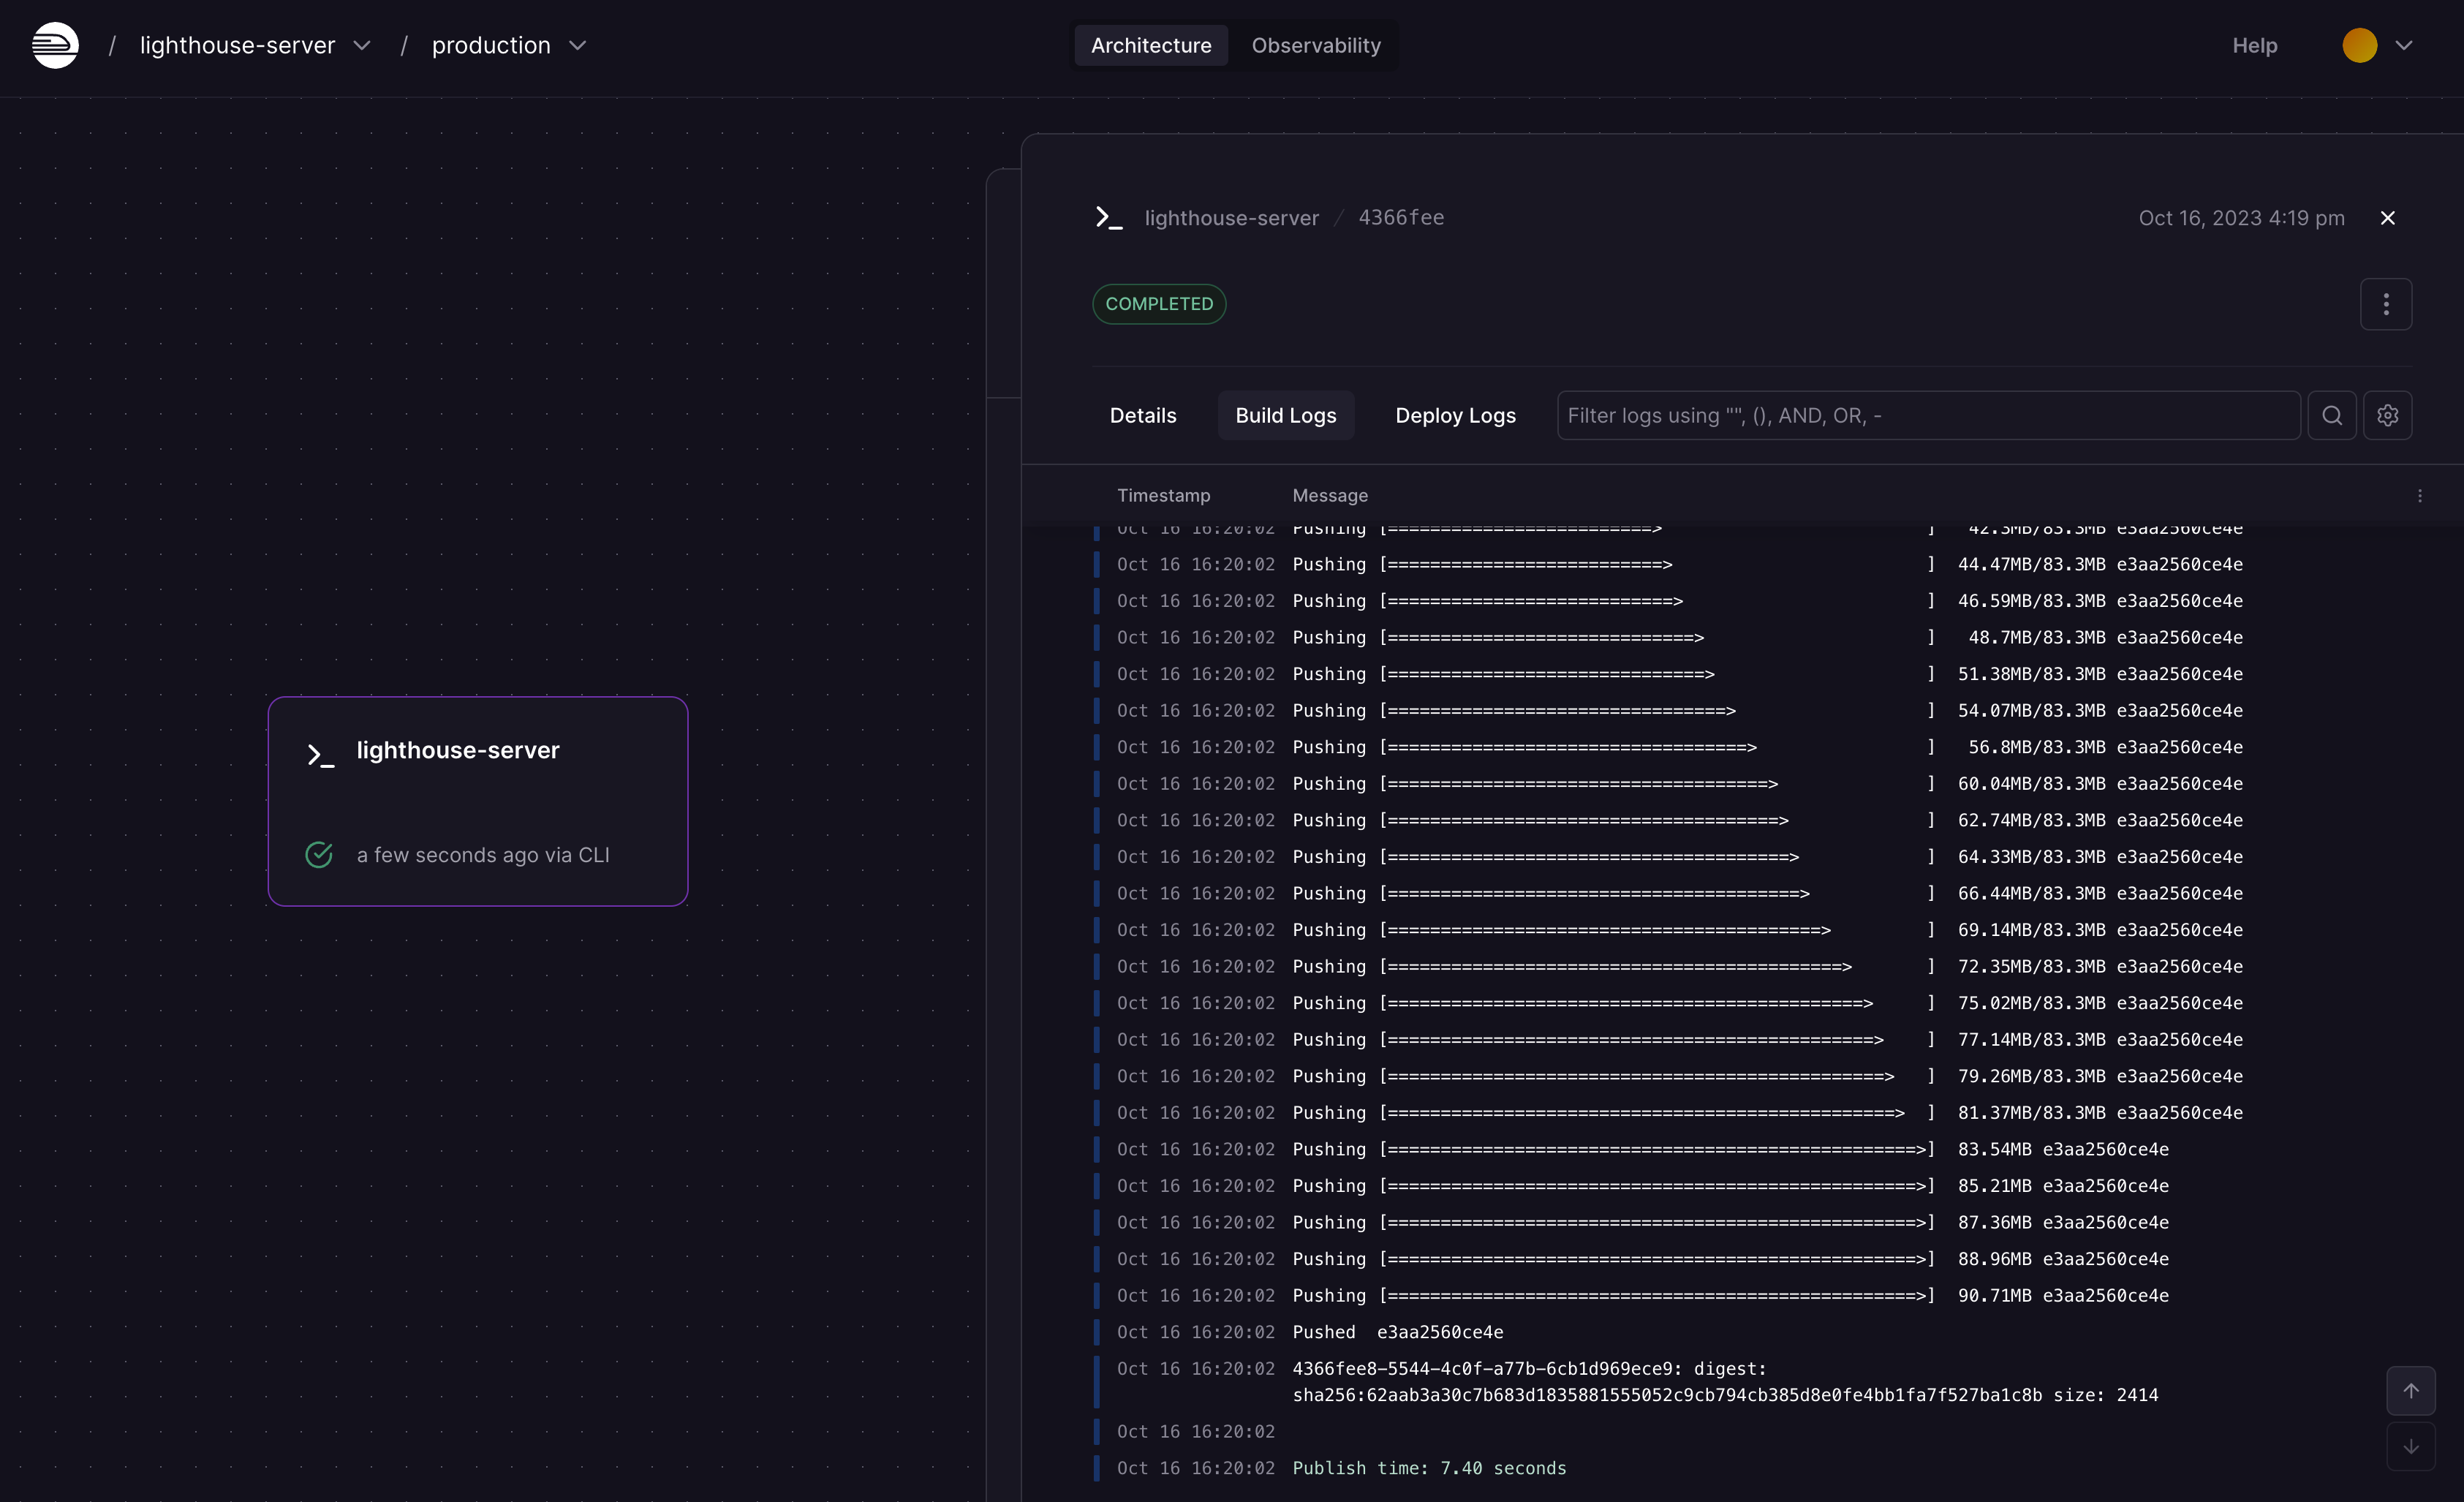 / lighthouse-server / production
Architecture Observability
Help
lighthouse-server / 4366fee
Oct 16, 2023 4:19 pm
COMPLETED
Details Build Logs Deploy Logs Filter logs using "", (), AND, OR, -
Timestamp Message
Oct 16 16:20:02 Pushing [=========================> ] 42.3MB/83.3MB e3aa2560ce4e
Oct 16 16:20:02 Pushing [==========================> ] 44.47MB/83.3MB e3aa2560ce4e
Oct 16 16:20:02 Pushing [===========================> ] 46.59MB/83.3MB e3aa2560ce4e
Oct 16 16:20:02 Pushing [=============================> ] 48.7MB/83.3MB e3aa2560ce4e
Oct 16 16:20:02 Pushing [==============================> ] 51.38MB/83.3MB e3aa2560ce4e
Oct 16 16:20:02 Pushing [================================> ] 54.07MB/83.3MB e3aa2560ce4e
Oct 16 16:20:02 Pushing [==================================> ] 56.8MB/83.3MB e3aa2560ce4e
Oct 16 16:20:02 Pushing [====================================> ] 60.04MB/83.3MB e3aa2560ce4e
Oct 16 16:20:02 Pushing [=====================================> ] 62.74MB/83.3MB e3aa2560ce4e
Oct 16 16:20:02 Pushing [======================================> ] 64.33MB/83.3MB e3aa2560ce4e
Oct 16 16:20:02 Pushing [=======================================> ] 66.44MB/83.3MB e3aa2560ce4e
Oct 16 16:20:02 Pushing [=========================================> ] 69.14MB/83.3MB e3aa2560ce4e
Oct 16 16:20:02 Pushing [===========================================> ] 72.35MB/83.3MB e3aa2560ce4e
Oct 16 16:20:02 Pushing [=============================================> ] 75.02MB/83.3MB e3aa2560ce4e
Oct 16 16:20:02 Pushing [==============================================> ] 77.14MB/83.3MB e3aa2560ce4e
Oct 16 16:20:02 Pushing [===============================================> ] 79.26MB/83.3MB e3aa2560ce4e
Oct 16 16:20:02 Pushing [================================================> ] 81.37MB/83.3MB e3aa2560ce4e
Oct 16 16:20:02 Pushing [==================================================>] 83.54MB e3aa2560ce4e
Oct 16 16:20:02 Pushing [==================================================>] 85.21MB e3aa2560ce4e
Oct 16 16:20:02 Pushing [==================================================>] 87.36MB e3aa2560ce4e
Oct 16 16:20:02 Pushing [==================================================>] 88.96MB e3aa2560ce4e
Oct 16 16:20:02 Pushing [==================================================>] 90.71MB e3aa2560ce4e
Oct 16 16:20:02 Pushed e3aa2560ce4e
Oct 16 16:20:02 4366fee8-5544-4c0f-a77b-6cb1d969ece9: digest:
sha256:62aab3a30c7b683d1835881555052c9cb794cb385d8e0fe4bb1fa7f527ba1c8b size: 2414
Oct 16 16:20:02
Oct 16 16:20:02 Publish time: 7.40 seconds
lighthouse-server
a few seconds ago via CLI